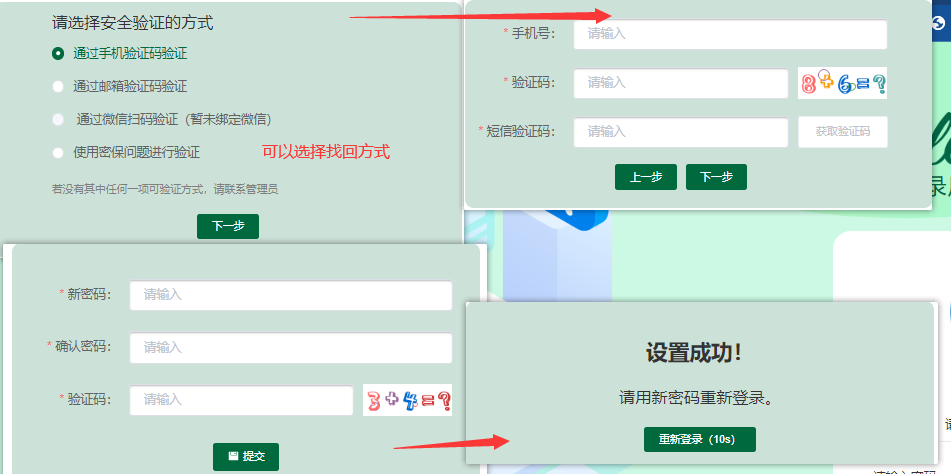 请选择安全验证的方式
通过手机验证码验证
通过邮箱验证码验证
通过微信扫码验证（暂未绑定微信）
使用密保问题进行验证
可以选择找回方式
若没有其中任何一项可验证方式，请联系管理员
下一步
* 手机号：
请输入
* 验证码：
请输入
8+6=?
* 短信验证码：
请输入
获取验证码
上一步
下一步
* 新密码：
请输入
* 确认密码：
请输入
* 验证码：
请输入
3+4=?
提交
设置成功！
请用新密码重新登录。
重新登录（10s）